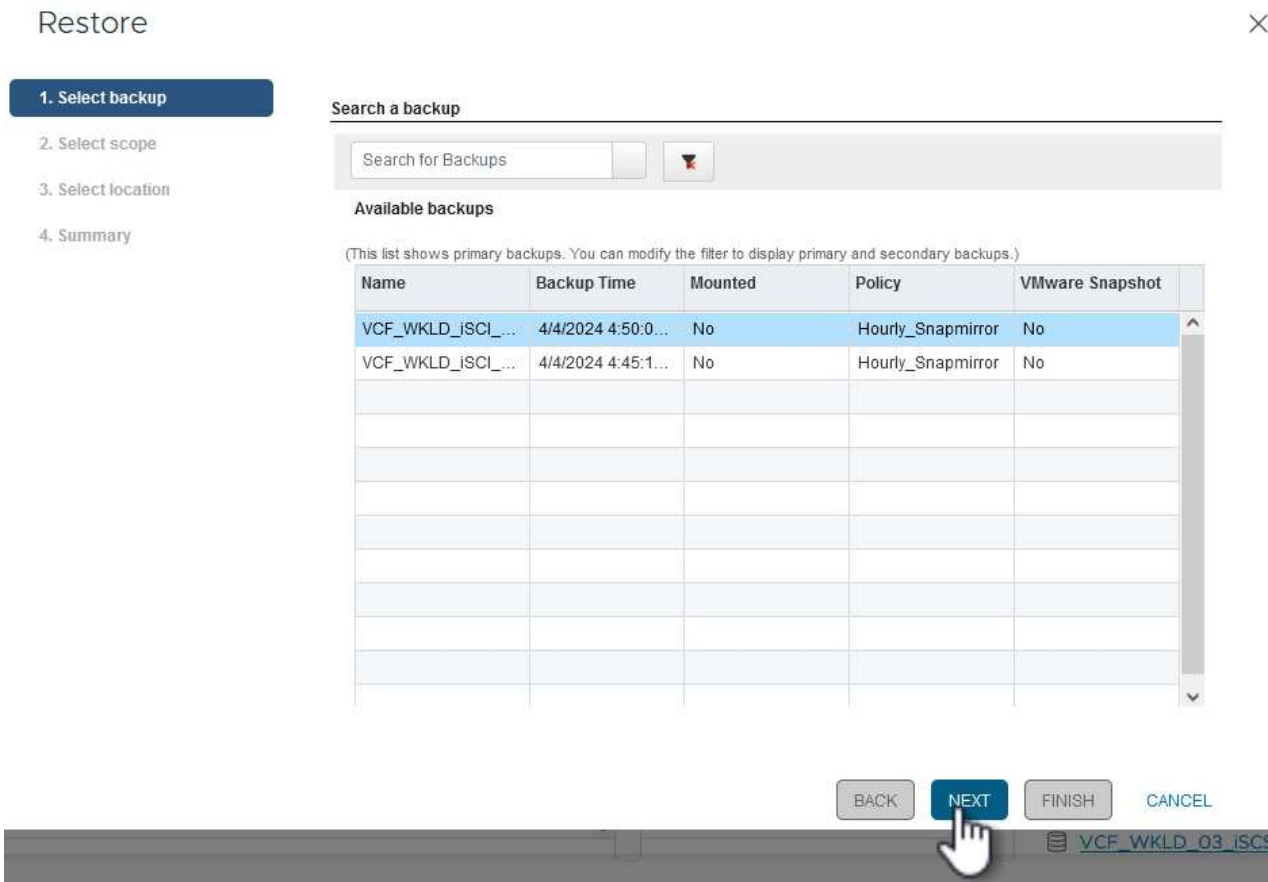 Restore
1. Select backup
2. Select scope
3. Select location
4. Summary
Search a backup
Search for Backups
Available backups
(This list shows primary backups. You can modify the filter to display primary and secondary backups.)
Name Backup Time Mounted Policy VMware Snapshot
VCF_WKLD_iSCI_... 4/4/2024 4:50:0... No Hourly_Snapmirror No
VCF_WKLD_iSCI_... 4/4/2024 4:45:1... No Hourly_Snapmirror No
BACK NEXT FINISH CANCEL
VCF_WKLD_03_iSCS